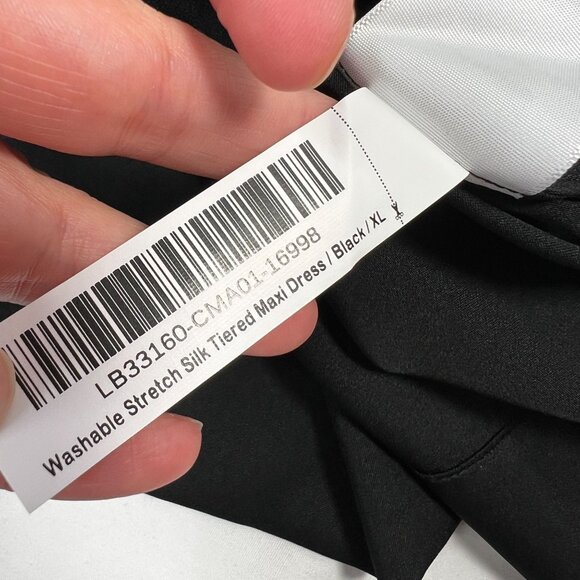 LB33160-CMA01-16998
Washable Stretch Silk Tiered Maxi Dress / Black / XL